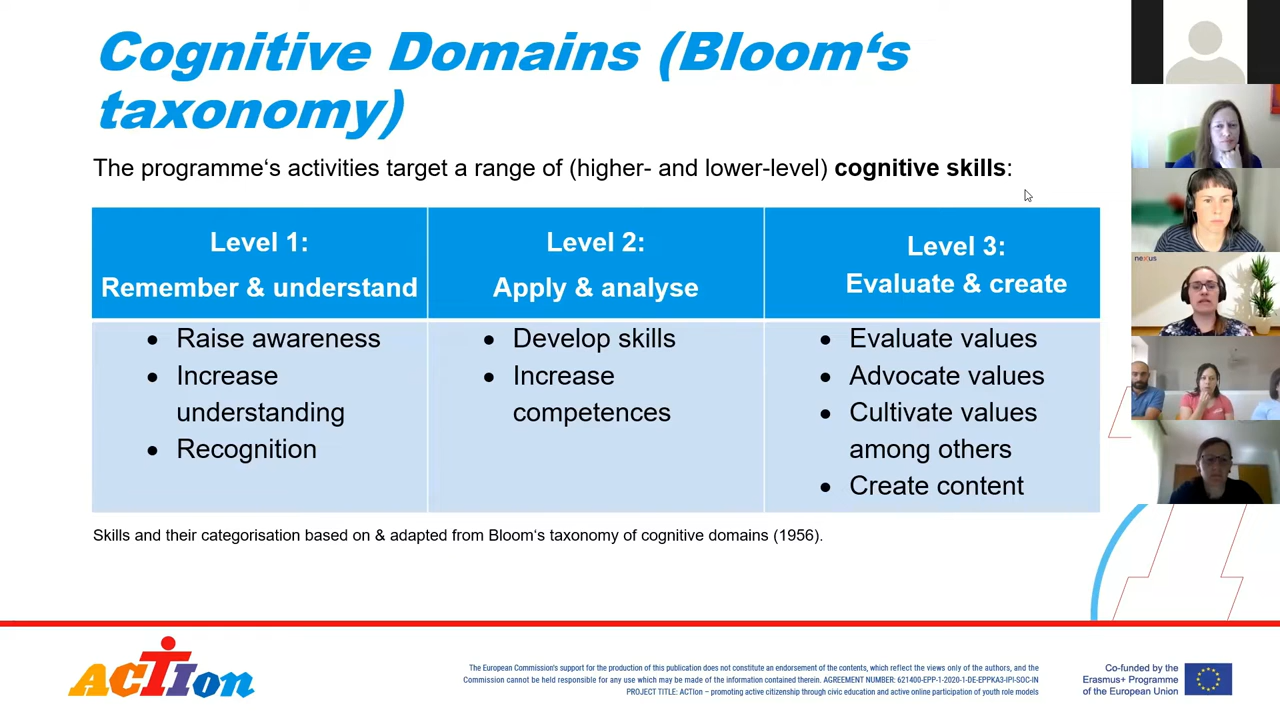 Cognitive Domains (Bloom‘s
taxonomy)
The programme‘s activities target a range of (higher- and lower-level) cognitive skills:
Level 1:
Remember & understand
Level 2:
Apply & analyse
Level 3:
Evaluate & create
• Raise awareness
• Increase
understanding
• Recognition
• Develop skills
• Increase
competences
• Evaluate values
• Advocate values
• Cultivate values
among others
• Create content
Skills and their categorisation based on & adapted from Bloom‘s taxonomy of cognitive domains (1956).
nexus
ACTIon
The European Commission's support for the production of this publication does not constitute an endorsement of the contents, which reflect the views only of the authors, and the
Commission cannot be held responsible for any use which may be made of the information contained therein. AGREEMENT NUMBER: 621400-EPP-1-2020-1-DE-EPPKA3-IPI-SOC-IN
PROJECT TITLE: ACTIon – promoting active citizenship through civic education and active online participation of youth role models
Co-funded by the
Erasmus+ Programme
of the European Union